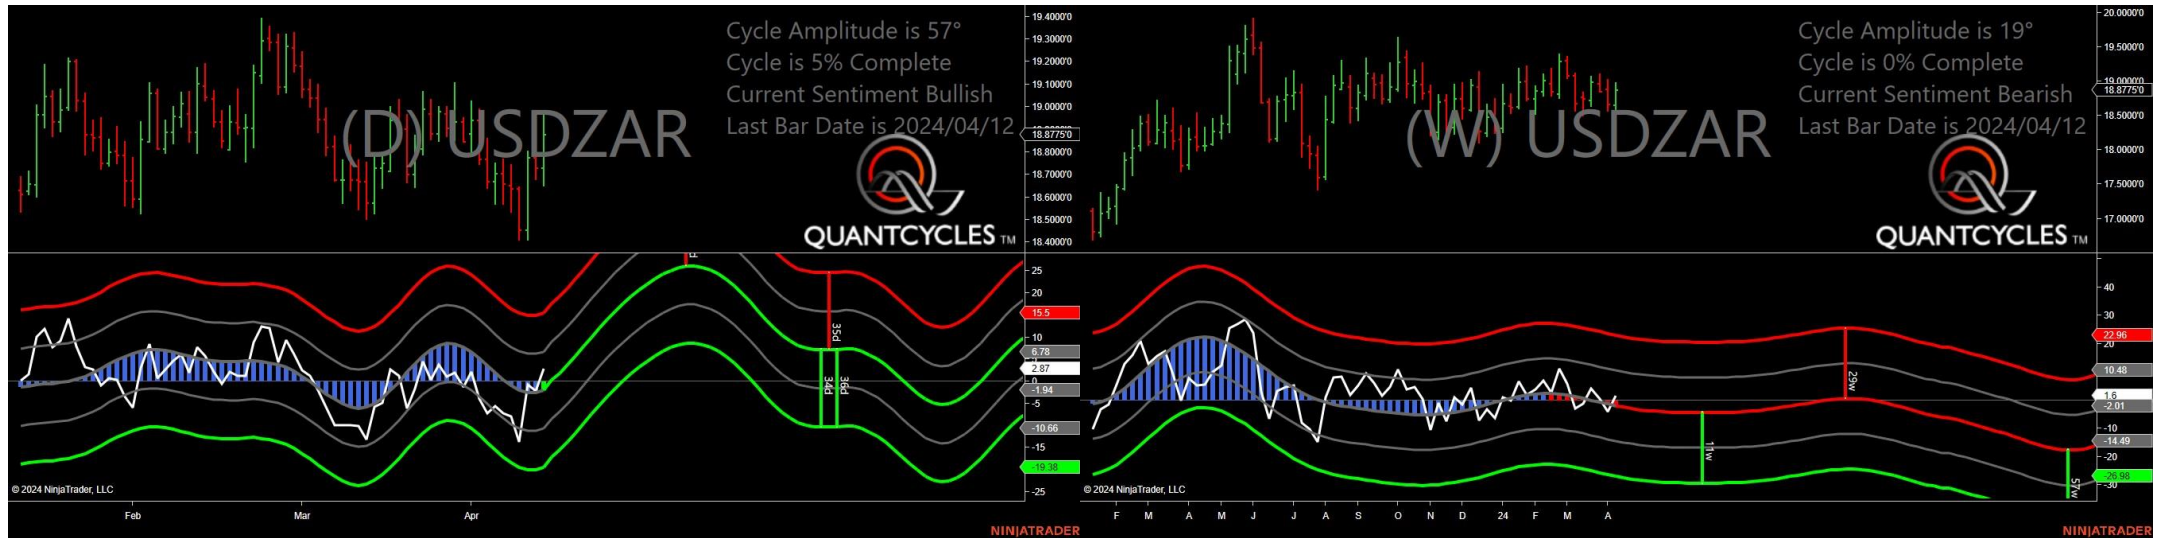 19.4000'0
19.3000'0
19.2000'0
19.1000'0
19.0000'0
18.8775'0
18.8000'0
18.7000'0
18.6000'0
18.5000'0
18.4000'0
Cycle Amplitude is 57°
Cycle is 5% Complete
Current Sentiment Bullish
Last Bar Date is 2024/04/12
(D) USDZAR
QUANTCYCLES TM
25
20
15.5
10
6.78
2.87
0
-1.94
-5
-10.66
-15
-19.38
-25
35d
34d
36d
© 2024 NinjaTrader, LLC
Feb
Mar
Apr
NINJATRADER
20.0000'0
19.5000'0
19.0000'0
18.8775'0
18.5000'0
18.0000'0
17.5000'0
17.0000'0
Cycle Amplitude is 19°
Cycle is 0% Complete
Current Sentiment Bearish
Last Bar Date is 2024/04/12
(W) USDZAR
QUANTCYCLES TM
40
30
22.96
20
10.48
1.6
-2.01
-10
-14.49
-20
-26.98
-30
29w
11w
57w
© 2024 NinjaTrader, LLC
F
M
A
M
J
J
A
S
O
N
D
24
F
M
A
NINJATRADER